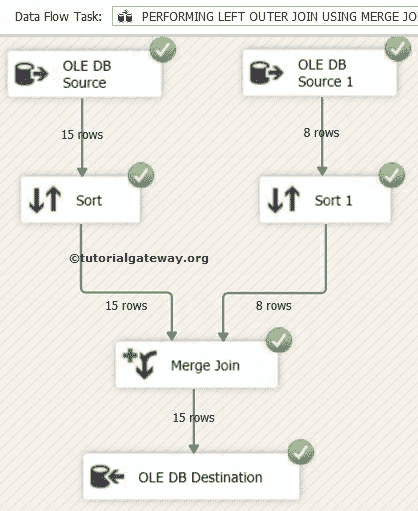 Data Flow Task: PERFORMING LEFT OUTER JOIN USING MERGE JO
OLE DB
Source
OLE DB
Source 1
15 rows
8 rows
Sort
Sort 1
©tutorialgateway.org
15 rows
8 rows
Merge Join
15 rows
OLE DB Destination